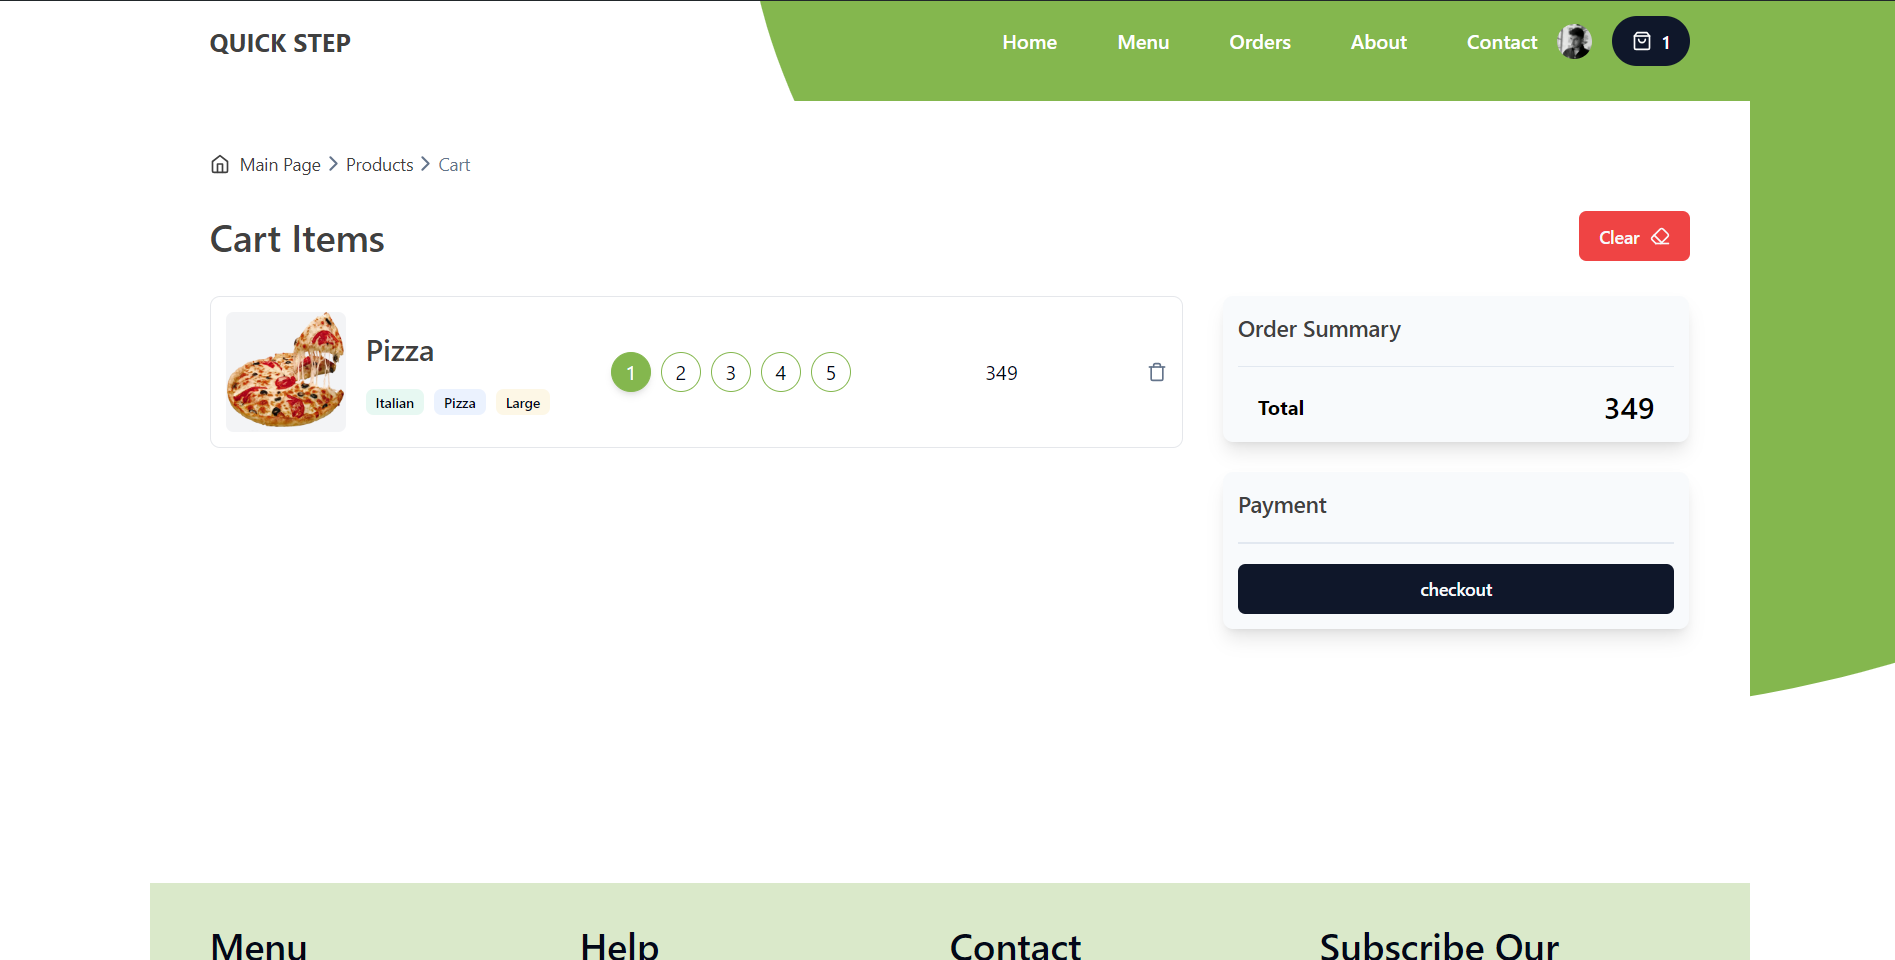 QUICK STEP
Home Menu Orders About Contact 1
Main Page Products Cart
Cart Items
Clear
Pizza
Italian Pizza Large
1 2 3 4 5
349
Order Summary
Total 349
Payment
checkout
Menu Help Contact Subscribe Our